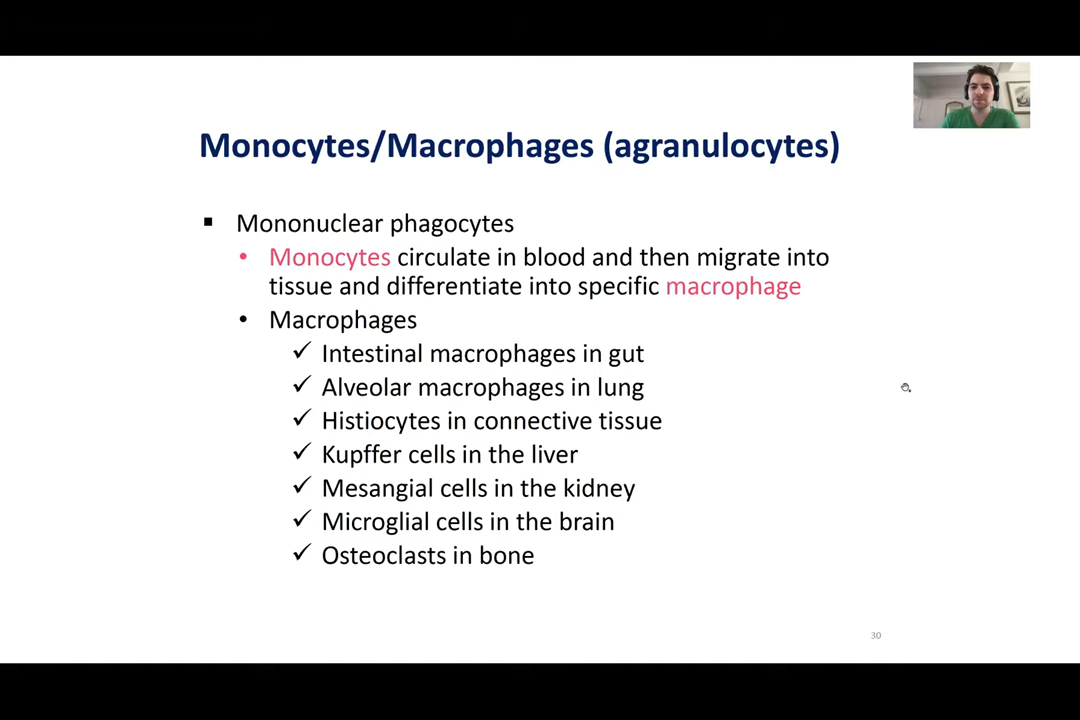 Monocytes/Macrophages (agranulocytes)
▪ Mononuclear phagocytes
• Monocytes circulate in blood and then migrate into
tissue and differentiate into specific macrophage
• Macrophages
✓ Intestinal macrophages in gut
✓ Alveolar macrophages in lung
✓ Histiocytes in connective tissue
✓ Kupffer cells in the liver
✓ Mesangial cells in the kidney
✓ Microglial cells in the brain
✓ Osteoclasts in bone
30